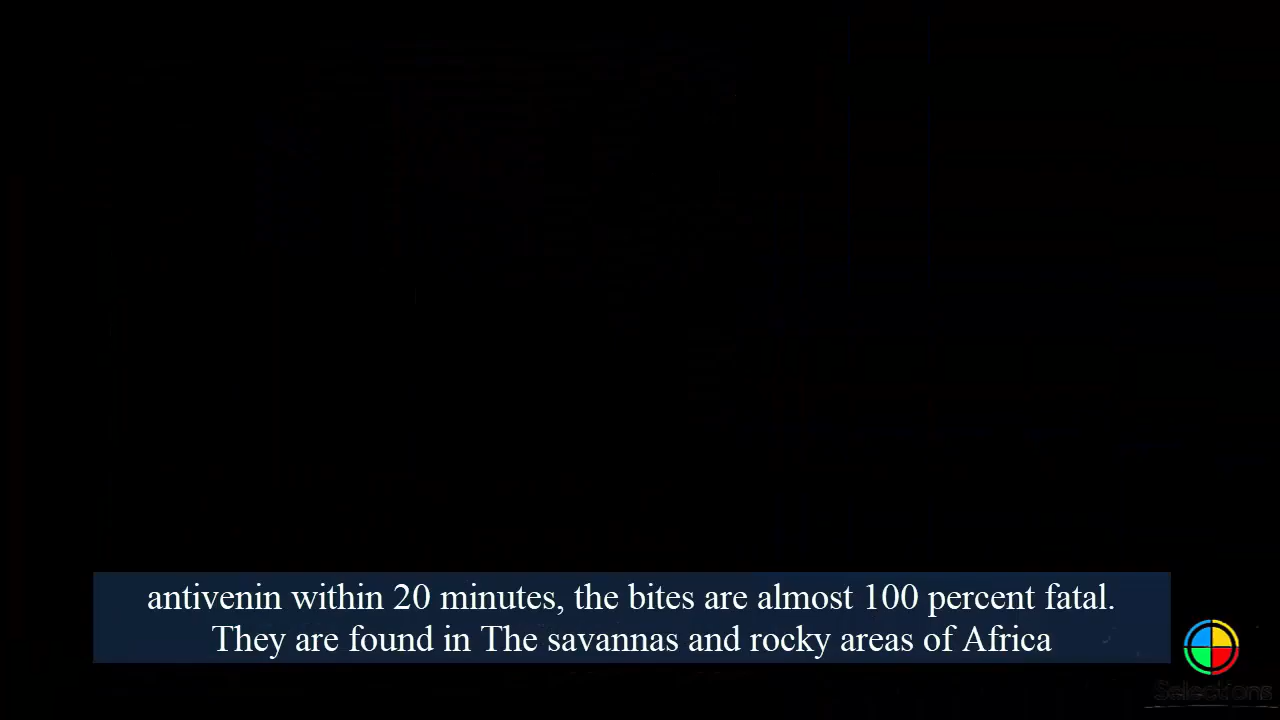 antivenin within 20 minutes, the bites are almost 100 percent fatal.
They are found in The savannas and rocky areas of Africa
Selections